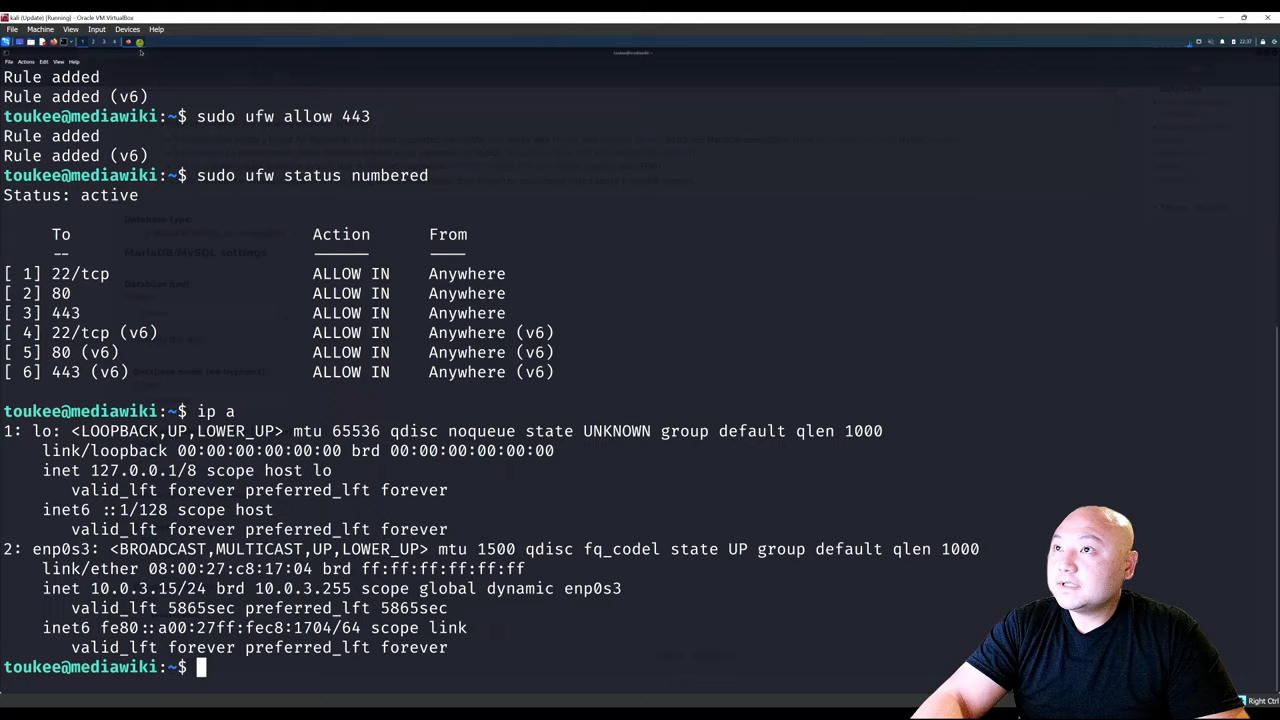 kali (Update) [Running] - Oracle VM VirtualBox
File Machine View Input Devices Help
1 2 3 4
22:37
toukee@mediawiki: ~
File Actions Edit View Help
Rule added
Rule added (v6)
toukee@mediawiki:~$ sudo ufw allow 443
Rule added
Rule added (v6)
toukee@mediawiki:~$ sudo ufw status numbered
Status: active
To Action From
-- ------ ----
[ 1] 22/tcp ALLOW IN Anywhere
[ 2] 80 ALLOW IN Anywhere
[ 3] 443 ALLOW IN Anywhere
[ 4] 22/tcp (v6) ALLOW IN Anywhere (v6)
[ 5] 80 (v6) ALLOW IN Anywhere (v6)
[ 6] 443 (v6) ALLOW IN Anywhere (v6)
toukee@mediawiki:~$ ip a
1: lo: <LOOPBACK,UP,LOWER_UP> mtu 65536 qdisc noqueue state UNKNOWN group default qlen 1000
link/loopback 00:00:00:00:00:00 brd 00:00:00:00:00:00
inet 127.0.0.1/8 scope host lo
valid_lft forever preferred_lft forever
inet6 ::1/128 scope host
valid_lft forever preferred_lft forever
2: enp0s3: <BROADCAST,MULTICAST,UP,LOWER_UP> mtu 1500 qdisc fq_codel state UP group default qlen 1000
link/ether 08:00:27:c8:17:04 brd ff:ff:ff:ff:ff:ff
inet 10.0.3.15/24 brd 10.0.3.255 scope global dynamic enp0s3
valid_lft 5865sec preferred_lft 5865sec
inet6 fe80::a00:27ff:fec8:1704/64 scope link
valid_lft forever preferred_lft forever
toukee@mediawiki:~$
Right Ctrl